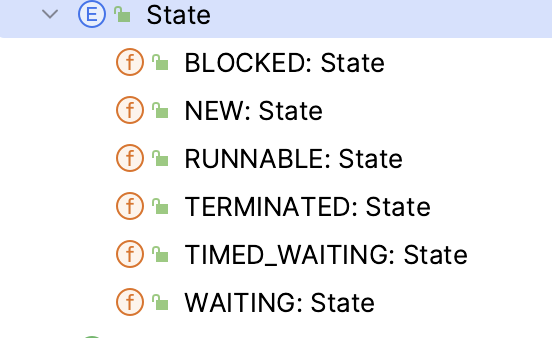 E State
f BLOCKED: State
f NEW: State
f RUNNABLE: State
f TERMINATED: State
f TIMED_WAITING: State
f WAITING: State